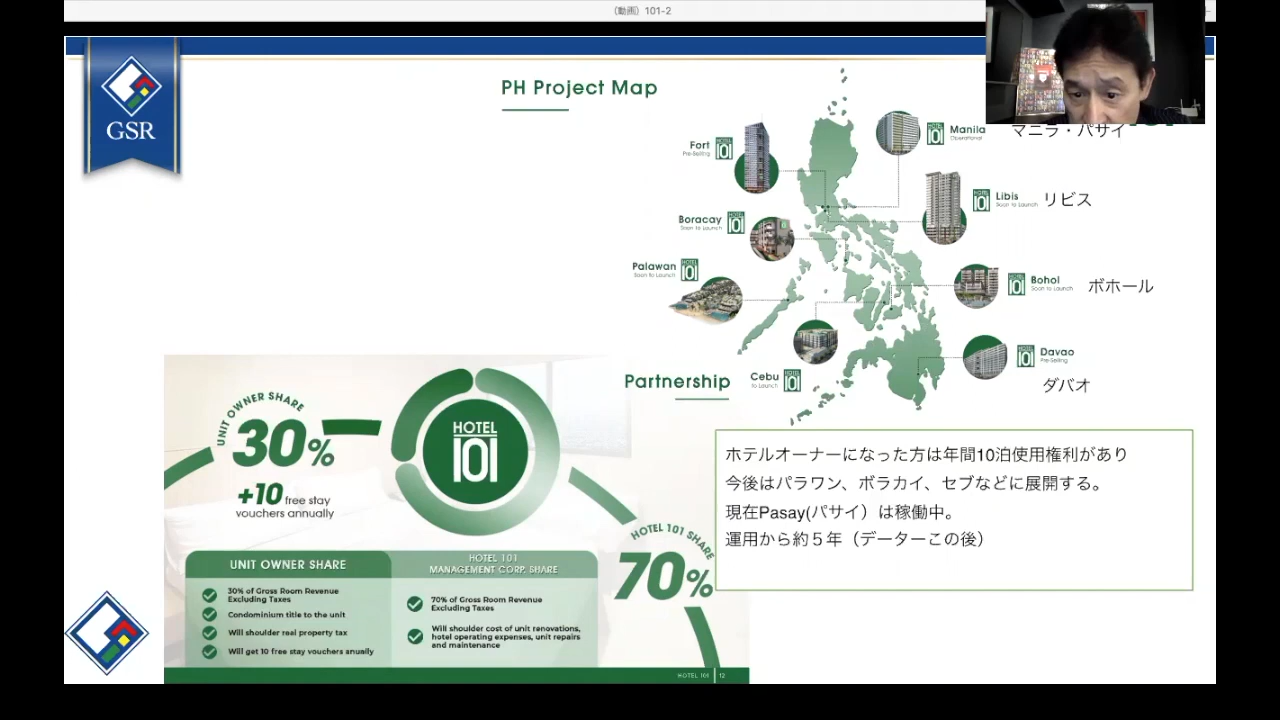 （動画）101-2
GSR
PH Project Map
Fort
Pre-Selling
HOTEL
101
Manila
Operational
マニラ・パサイ
Libis
Soon to Launch
リビス
Boracay
Soon to Launch
Palawan
Soon to Launch
Bohol
Soon to Launch
ボホール
Davao
Pre-Selling
ダバオ
Cebu
to Launch
Partnership
UNIT OWNER SHARE
30%
+10 free stay
vouchers annually
HOTEL
101
HOTEL 101 SHARE
70%
UNIT OWNER SHARE
30% of Gross Room Revenue
Excluding Taxes
Condominium title to the unit
Will shoulder real property tax
Will get 10 free stay vouchers anually
HOTEL 101
MANAGEMENT CORP. SHARE
70% of Gross Room Revenue
Excluding Taxes
Will shoulder cost of unit renovations,
hotel operating expenses, unit repairs
and maintenance
HOTEL 101 | 12
ホテルオーナーになった方は年間10泊使用権利があり
今後はパラワン、ボラカイ、セブなどに展開する。
現在Pasay(パサイ）は稼働中。
運用から約５年（データーこの後）